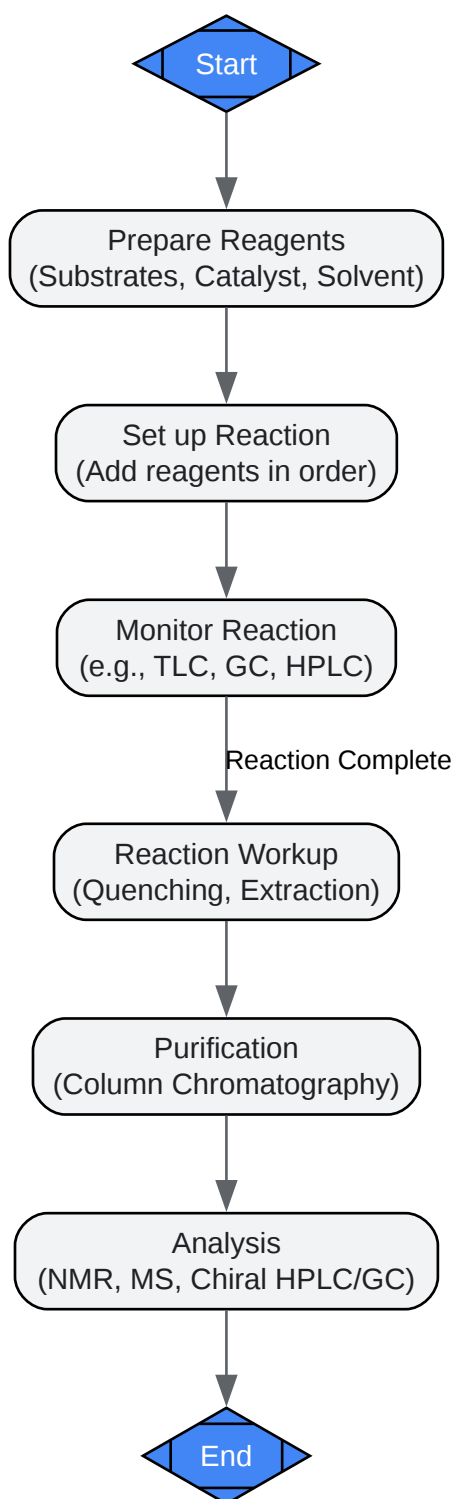 Start
Prepare Reagents
(Substrates, Catalyst, Solvent)
Set up Reaction
(Add reagents in order)
Monitor Reaction
(e.g., TLC, GC, HPLC)
Reaction Complete
Reaction Workup
(Quenching, Extraction)
Purification
(Column Chromatography)
Analysis
(NMR, MS, Chiral HPLC/GC)
End